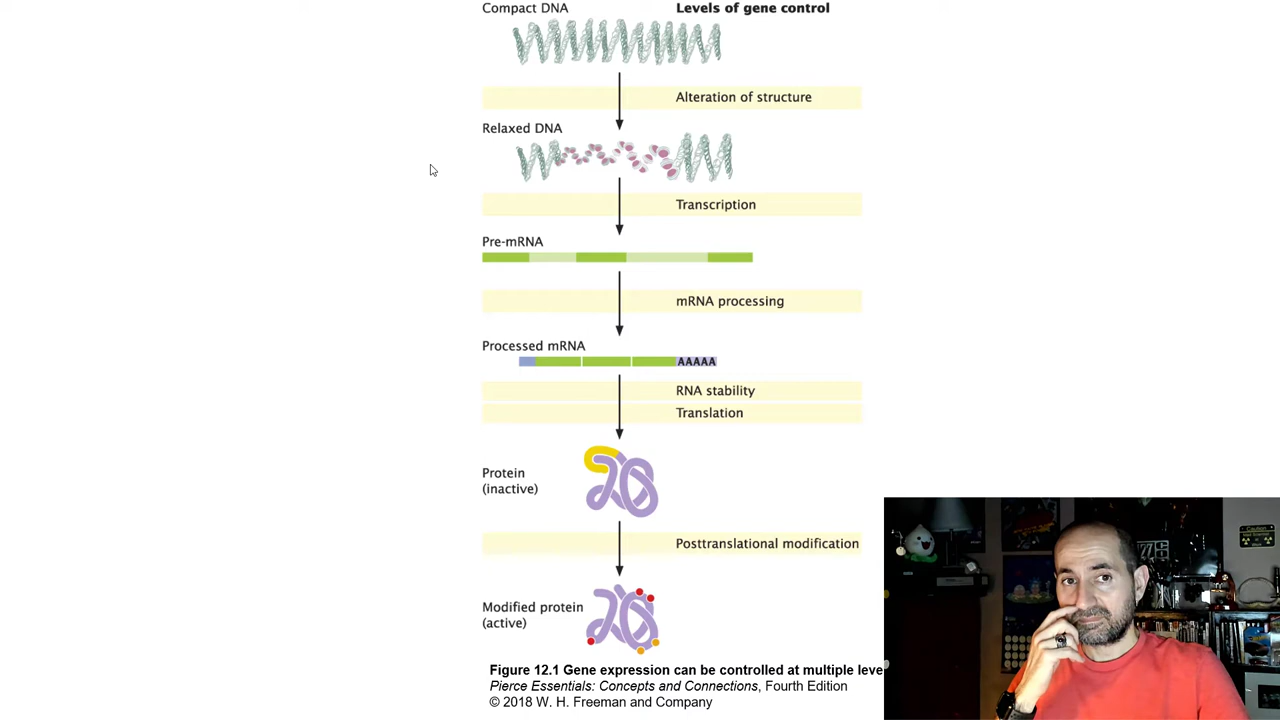 Compact DNA
Levels of gene control
Alteration of structure
Relaxed DNA
Transcription
Pre-mRNA
mRNA processing
Processed mRNA
AAAAA
RNA stability
Translation
Protein
(inactive)
Posttranslational modification
Modified protein
(active)
Figure 12.1 Gene expression can be controlled at multiple leve
Pierce Essentials: Concepts and Connections, Fourth Edition
© 2018 W. H. Freeman and Company
Caution